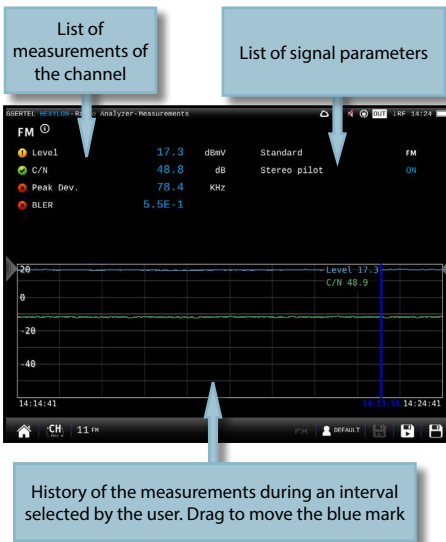 List of
measurements of
the channel
List of signal parameters
GSERTEL HEXYLON-Radio Analyzer-Measurements OUT ↓RF 14:24
FM
Level 17.3 dBmV Standard FM
C/N 48.8 dB Stereo pilot ON
Peak Dev. 78.4 KHz
BLER 5.5E-1
20
Level 17.3
C/N 48.9
0
-20
-40
14:14:41 14:24:41
CH 11 FM FM DEFAULT
History of the measurements during an interval
selected by the user. Drag to move the blue mark